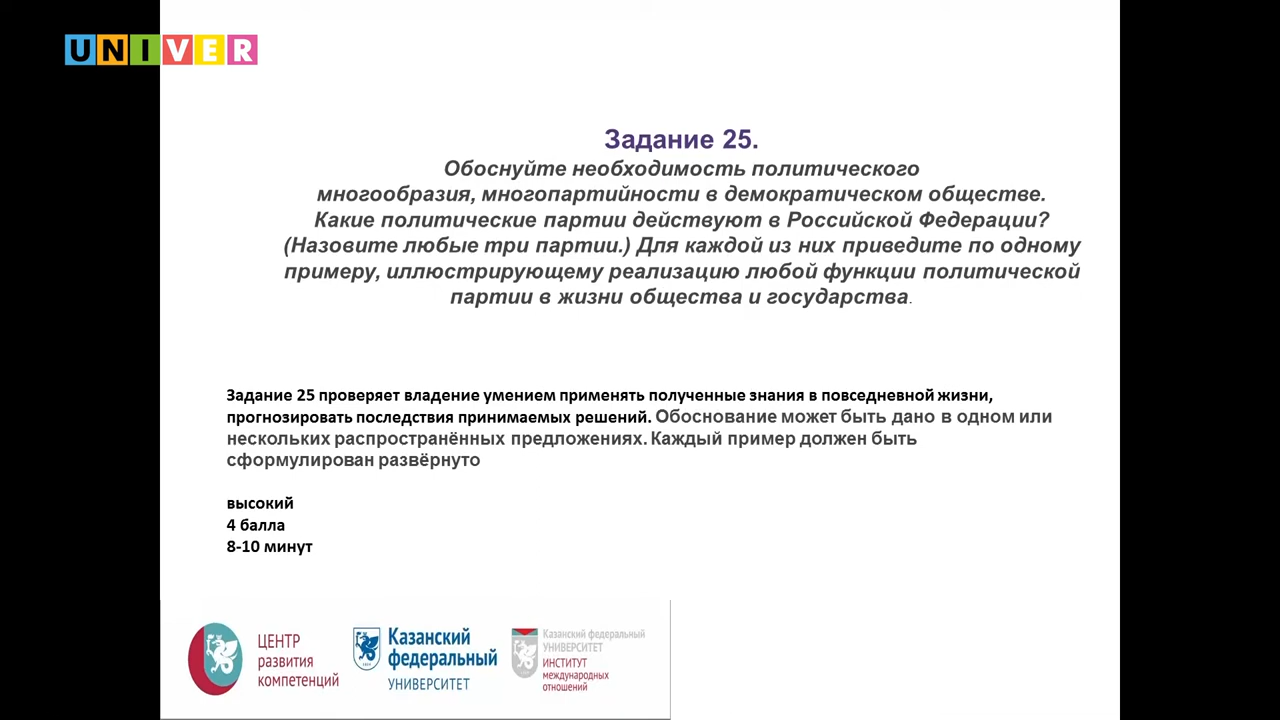 UNIVER
Задание 25.
Обоснуйте необходимость политического
многообразия, многопартийности в демократическом обществе.
Какие политические партии действуют в Российской Федерации?
(Назовите любые три партии.) Для каждой из них приведите по одному
примеру, иллюстрирующему реализацию любой функции политической
партии в жизни общества и государства.
Задание 25 проверяет владение умением применять полученные знания в повседневной жизни,
прогнозировать последствия принимаемых решений. Обоснование может быть дано в одном или
нескольких распространённых предложениях. Каждый пример должен быть
сформулирован развёрнуто
высокий
4 балла
8-10 минут
ЦЕНТР
развития
компетенций
Казанский
федеральный
УНИВЕРСИТЕТ
Казанский федеральный
УНИВЕРСИТЕТ
ИНСТИТУТ
международных
отношений